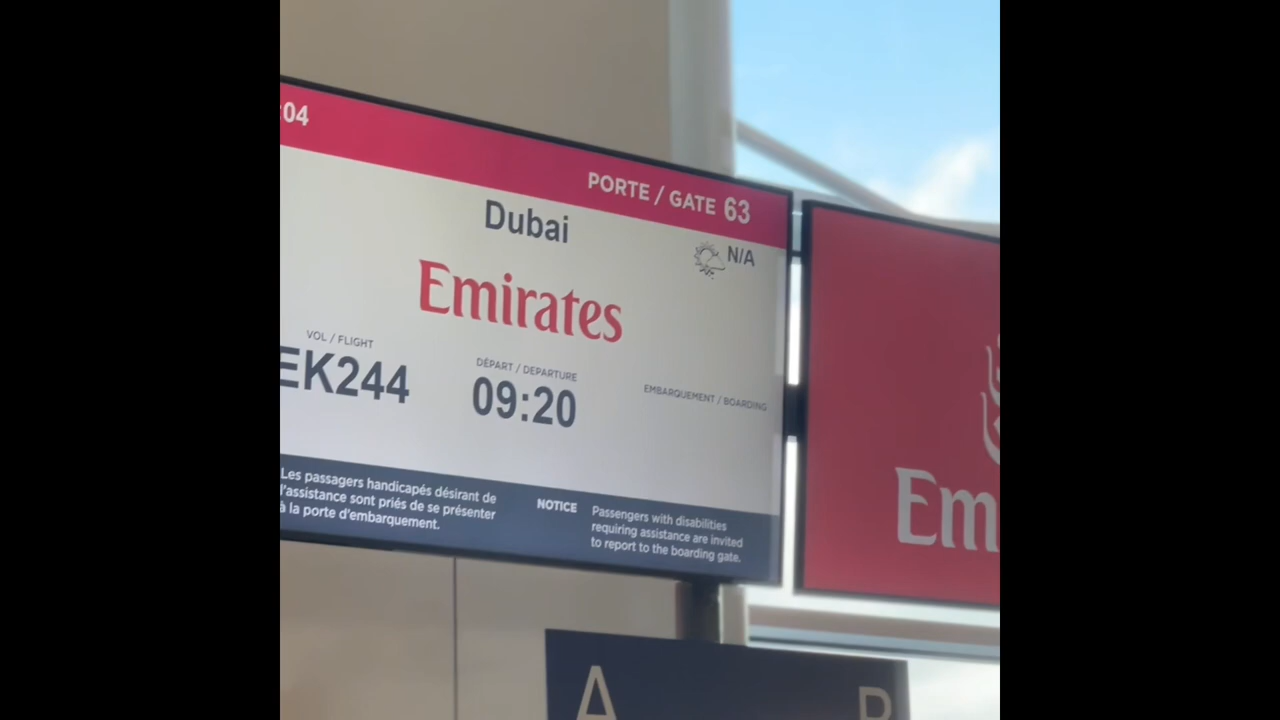 :04
PORTE / GATE 63
Dubai
N/A
Emirates
VOL / FLIGHT
EK244
DÉPART / DEPARTURE
09:20
EMBARQUEMENT / BOARDING
Les passagers handicapés désirant de
l'assistance sont priés de se présenter
à la porte d'embarquement.
NOTICE
Passengers with disabilities
requiring assistance are invited
to report to the boarding gate.
Em
A